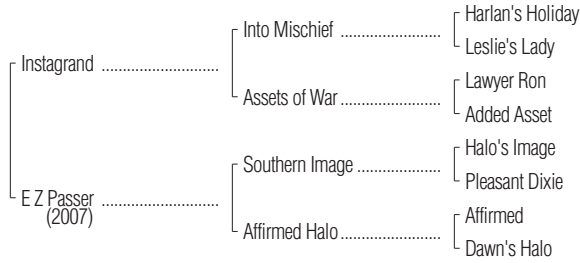 Harlan's Holiday
Into Mischief ....................
Leslie's Lady
Instagrand ........................
Lawyer Ron
Assets of War ....................
Added Asset
Halo's Image
Southern Image .................
Pleasant Dixie
E Z Passer ........................
(2007)
Affirmed
Affirmed Halo ....................
Dawn's Halo